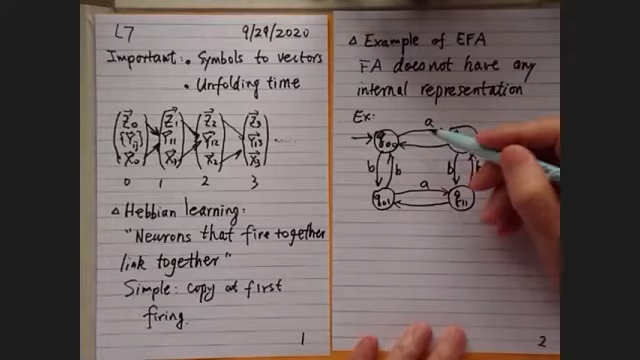 L7 9/29/2020
Important: • Symbols to vectors
• Unfolding time
0 1 2 3
△ Hebbian learning:
"Neurons that fire together
link together"
Simple: copy at first
firing.
1
△ Example of EFA
FA does not have any
internal representation
Ex:
a
q00
b b b
q01 a q11
2